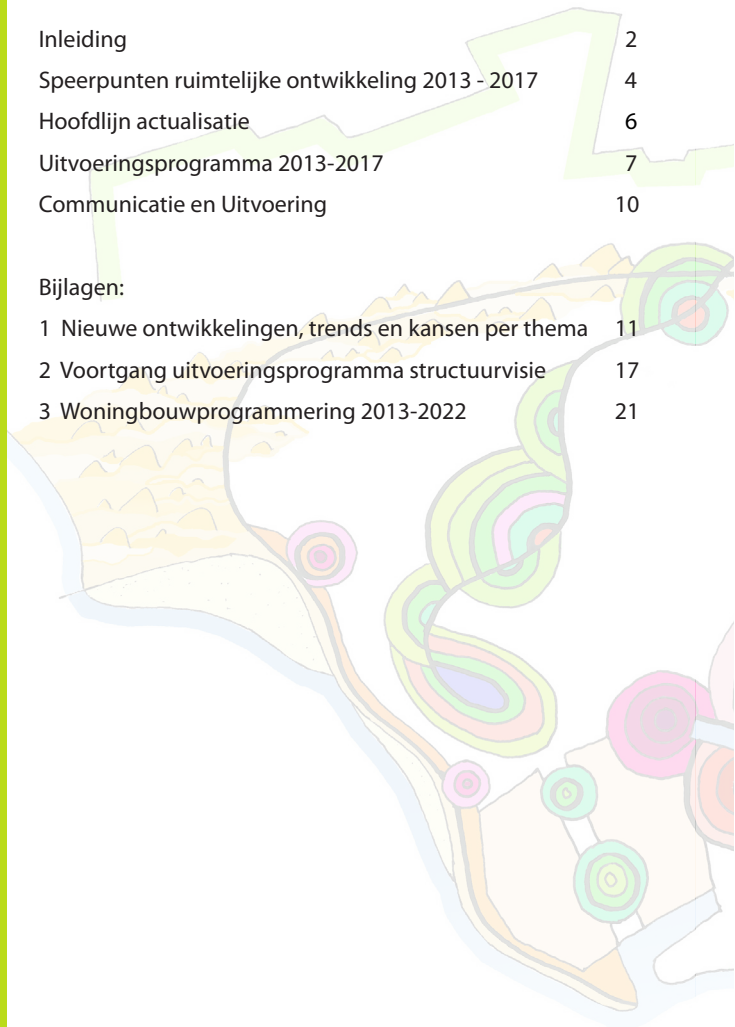 Inleiding 2
Speerpunten ruimtelijke ontwikkeling 2013 - 2017 4
Hoofdlijn actualisatie 6
Uitvoeringsprogramma 2013-2017 7
Communicatie en Uitvoering 10
Bijlagen:
1 Nieuwe ontwikkelingen, trends en kansen per thema 11
2 Voortgang uitvoeringsprogramma structuurvisie 17
3 Woningbouwprogrammering 2013-2022 21